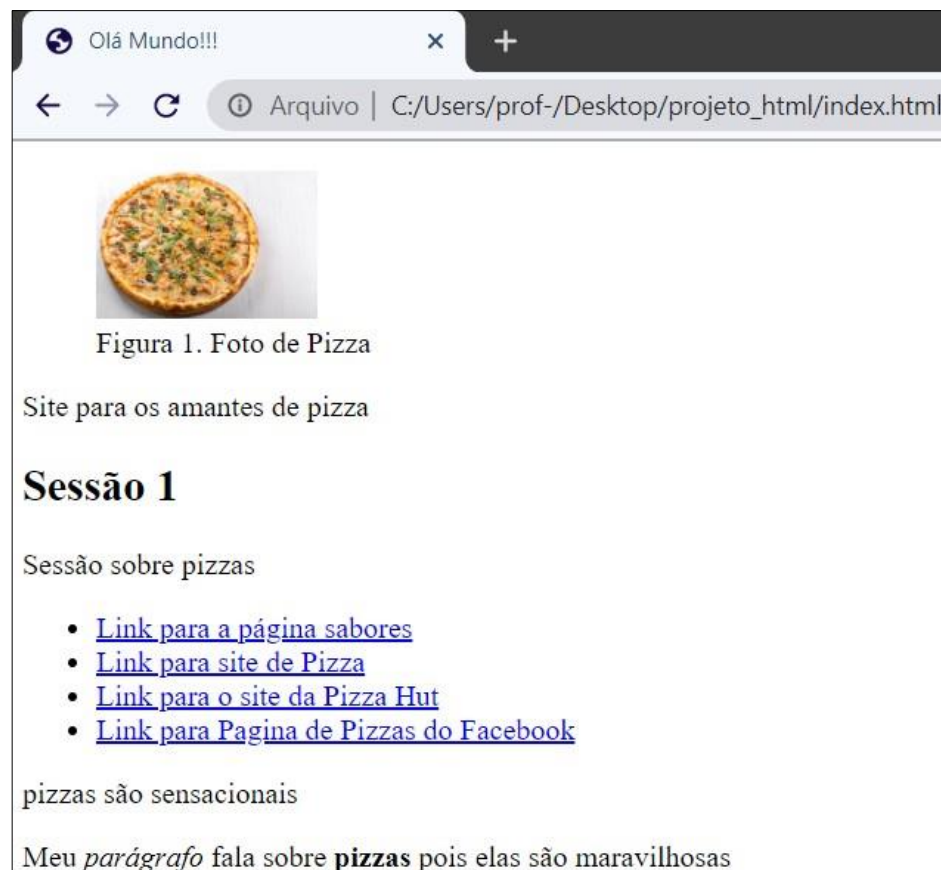 Olá Mundo!!!
Arquivo | C:/Users/prof-/Desktop/projeto_html/index.html
Figura 1. Foto de Pizza
Site para os amantes de pizza
Sessão 1
Sessão sobre pizzas
Link para a página sabores
Link para site de Pizza
Link para o site da Pizza Hut
Link para Pagina de Pizzas do Facebook
pizzas são sensacionais
Meu parágrafo fala sobre pizzas pois elas são maravilhosas